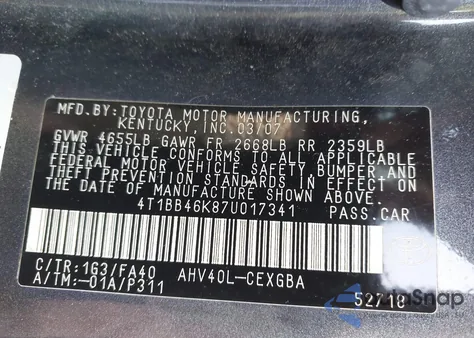 MFD.BY:TOYOTA MOTOR MANUFACTURING,
KENTUCKY,INC.03/07
GVWR 4655LB GAWR FR 2668LB RR 2359LB
THIS VEHICLE CONFORMS TO ALL APPLICABLE
FEDERAL MOTOR VEHICLE SAFETY,BUMPER,AND
THEFT PREVENTION STANDARDS IN EFFECT ON
THE DATE OF MANUFACTURE SHOWN ABOVE.
4T1BB46K87U017341 PASS.CAR
C/TR:1G3/FA40 AHV40L-CEXGBA
A/TM:-01A/P311 52718